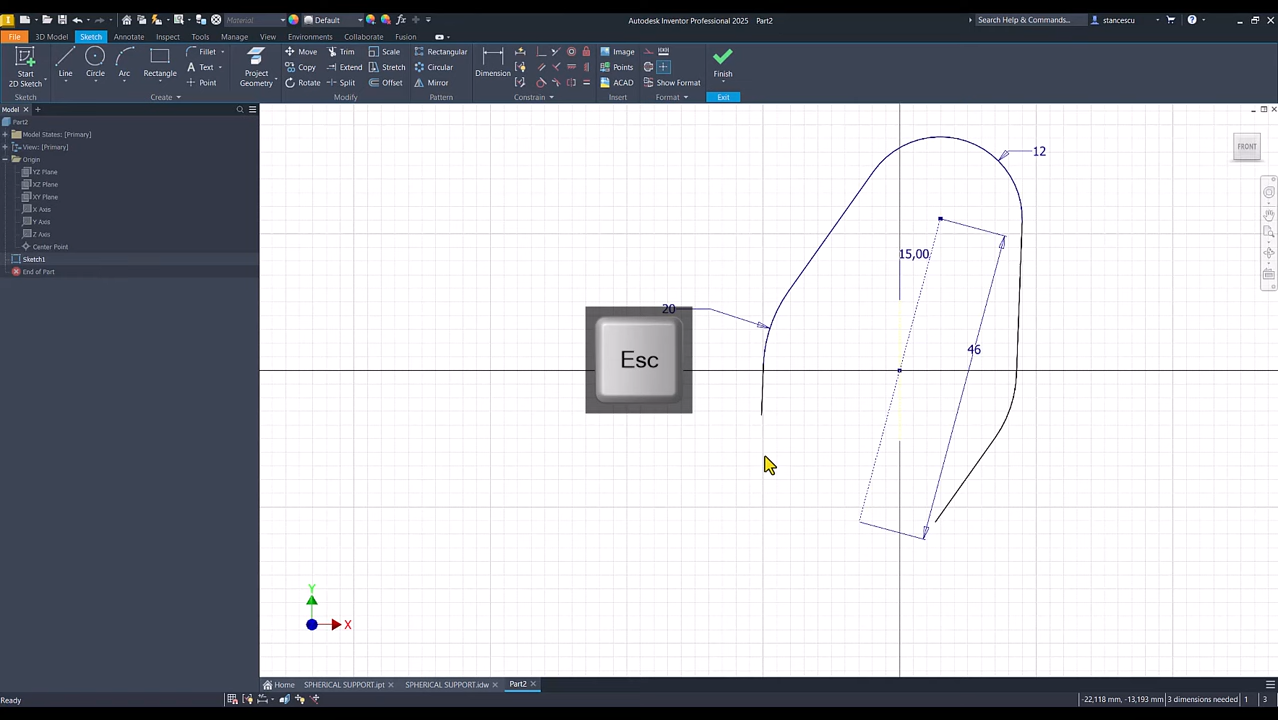 Material
Default
Autodesk Inventor Professional 2025 Part2
Search Help & Commands...
stancescu
File 3D Model Sketch Annotate Inspect Tools Manage View Environments Collaborate Fusion
Start
2D Sketch
Line
Circle
Arc
Rectangle
Fillet
Text
Point
Project
Geometry
Move
Copy
Rotate
Trim
Extend
Split
Scale
Stretch
Offset
Rectangular
Circular
Mirror
Dimension
Image
Points
ACAD
Show Format
Finish
Create
Modify
Pattern
Constrain
Insert
Format
Exit
Model
Part2
Model States: [Primary]
View: [Primary]
Origin
YZ Plane
XZ Plane
XY Plane
X Axis
Y Axis
Z Axis
Center Point
Sketch1
End of Part
FRONT
12
15,00
20
46
Esc
Y
X
Home SPHERICAL SUPPORT.ipt SPHERICAL SUPPORT.idw Part2
Ready
-22,118 mm, -13,193 mm 3 dimensions needed 1 3